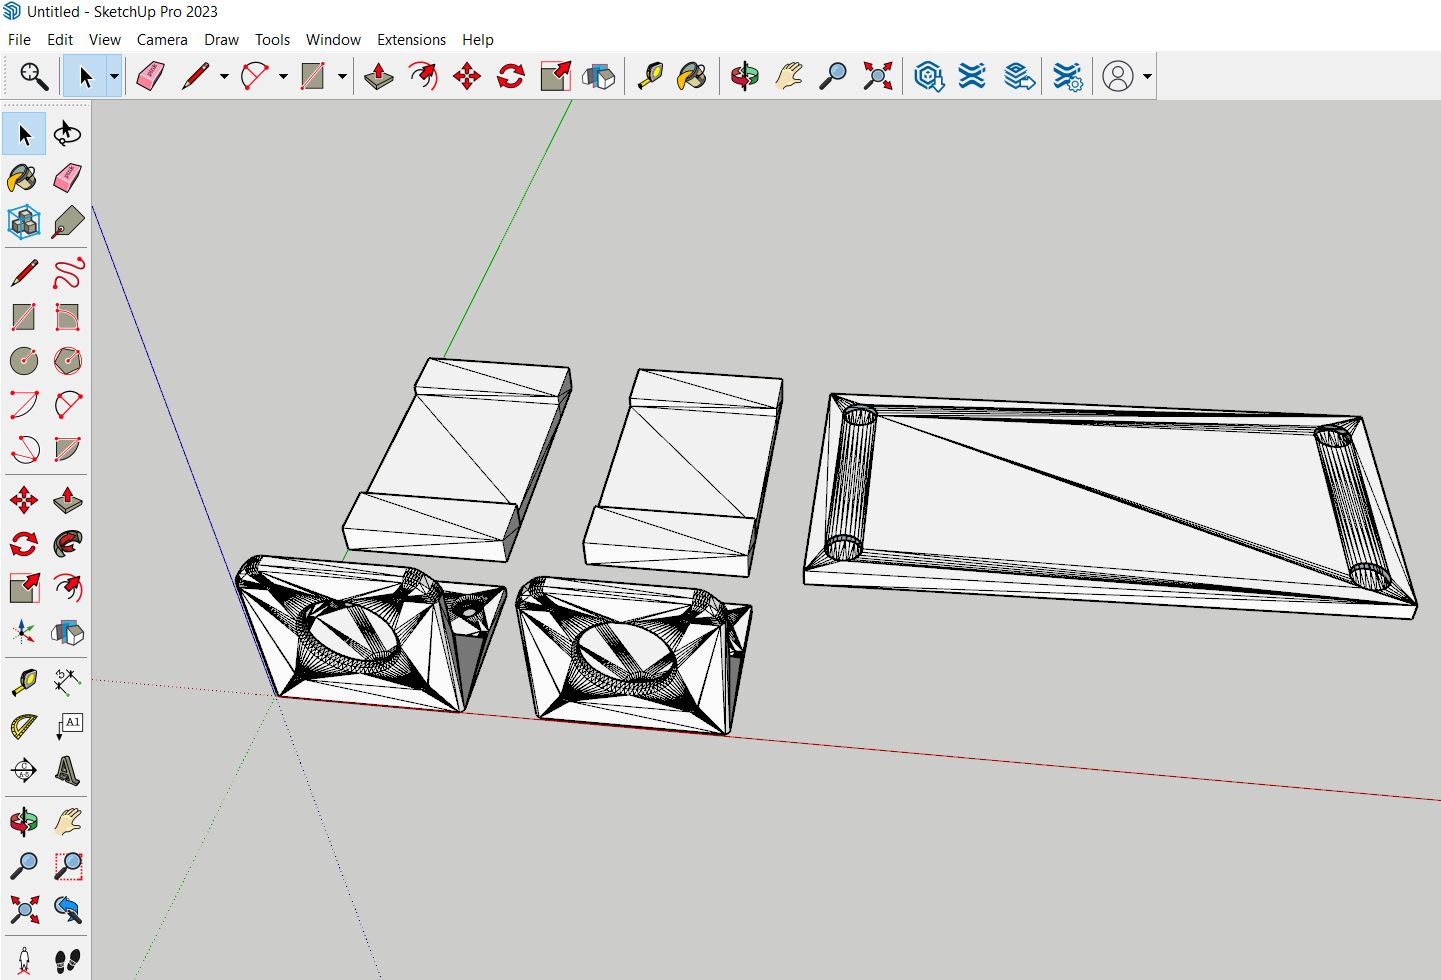 Untitled - SketchUp Pro 2023
File Edit View Camera Draw Tools Window Extensions Help
A1